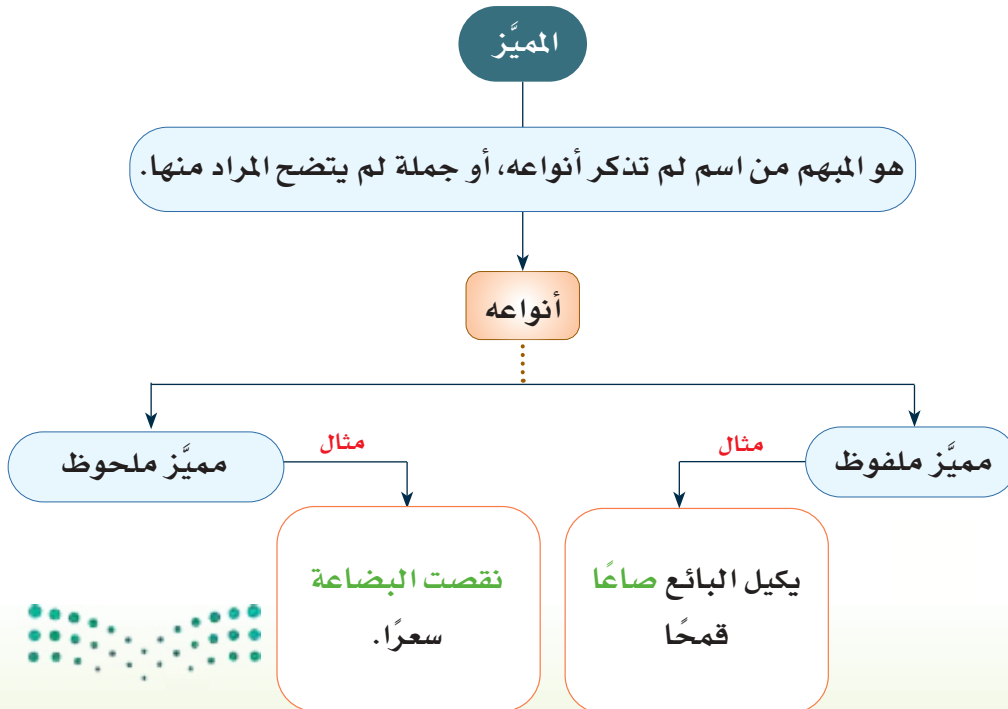 المميَّز
هو المبهم من اسم لم تذكر أنواعه، أو جملة لم يتضح المراد منها.
أنواعه
مميَّز ملفوظ
مثال
يكيل البائع صاعًا
قمحًا
مميَّز ملحوظ
مثال
نقصت البضاعة
سعرًا.